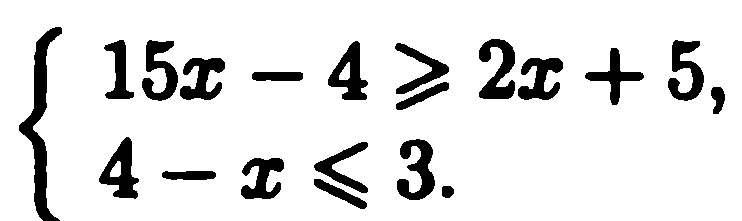 15x − 4 ⩾ 2x + 5,
4 − x ⩽ 3.